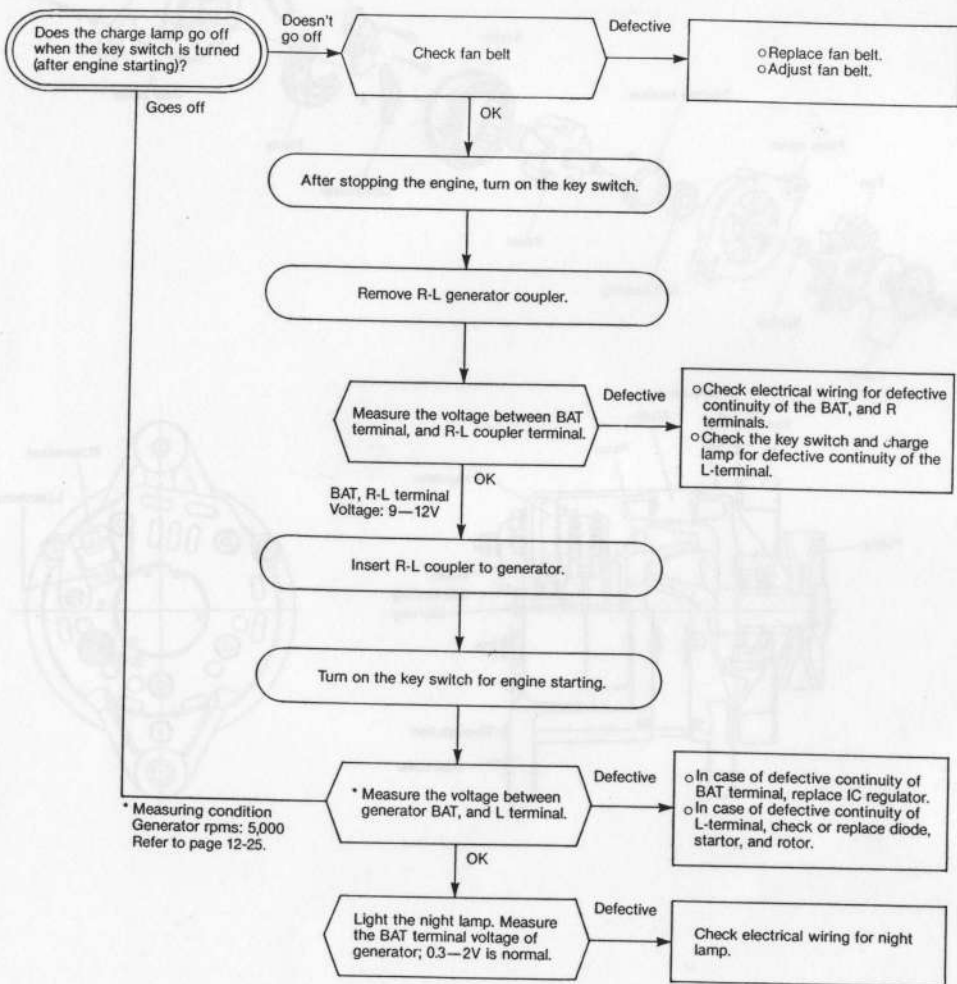 Does the charge lamp go off
when the key switch is turned
(after engine starting)?
Doesn't
go off
Check fan belt
Defective
○ Replace fan belt.
○ Adjust fan belt.
Goes off
OK
After stopping the engine, turn on the key switch.
Remove R-L generator coupler.
Measure the voltage between BAT
terminal, and R-L coupler terminal.
Defective
○ Check electrical wiring for defective
continuity of the BAT, and R
terminals.
○ Check the key switch and charge
lamp for defective continuity of the
L-terminal.
OK
BAT, R-L terminal
Voltage: 9—12V
Insert R-L coupler to generator.
Turn on the key switch for engine starting.
* Measuring condition
Generator rpms: 5,000
Refer to page 12-25.
* Measure the voltage between
generator BAT, and L terminal.
Defective
○ In case of defective continuity of
BAT terminal, replace IC regulator.
○ In case of defective continuity of
L-terminal, check or replace diode,
startor, and rotor.
OK
Light the night lamp. Measure
the BAT terminal voltage of
generator; 0.3—2V is normal.
Defective
Check electrical wiring for night
lamp.